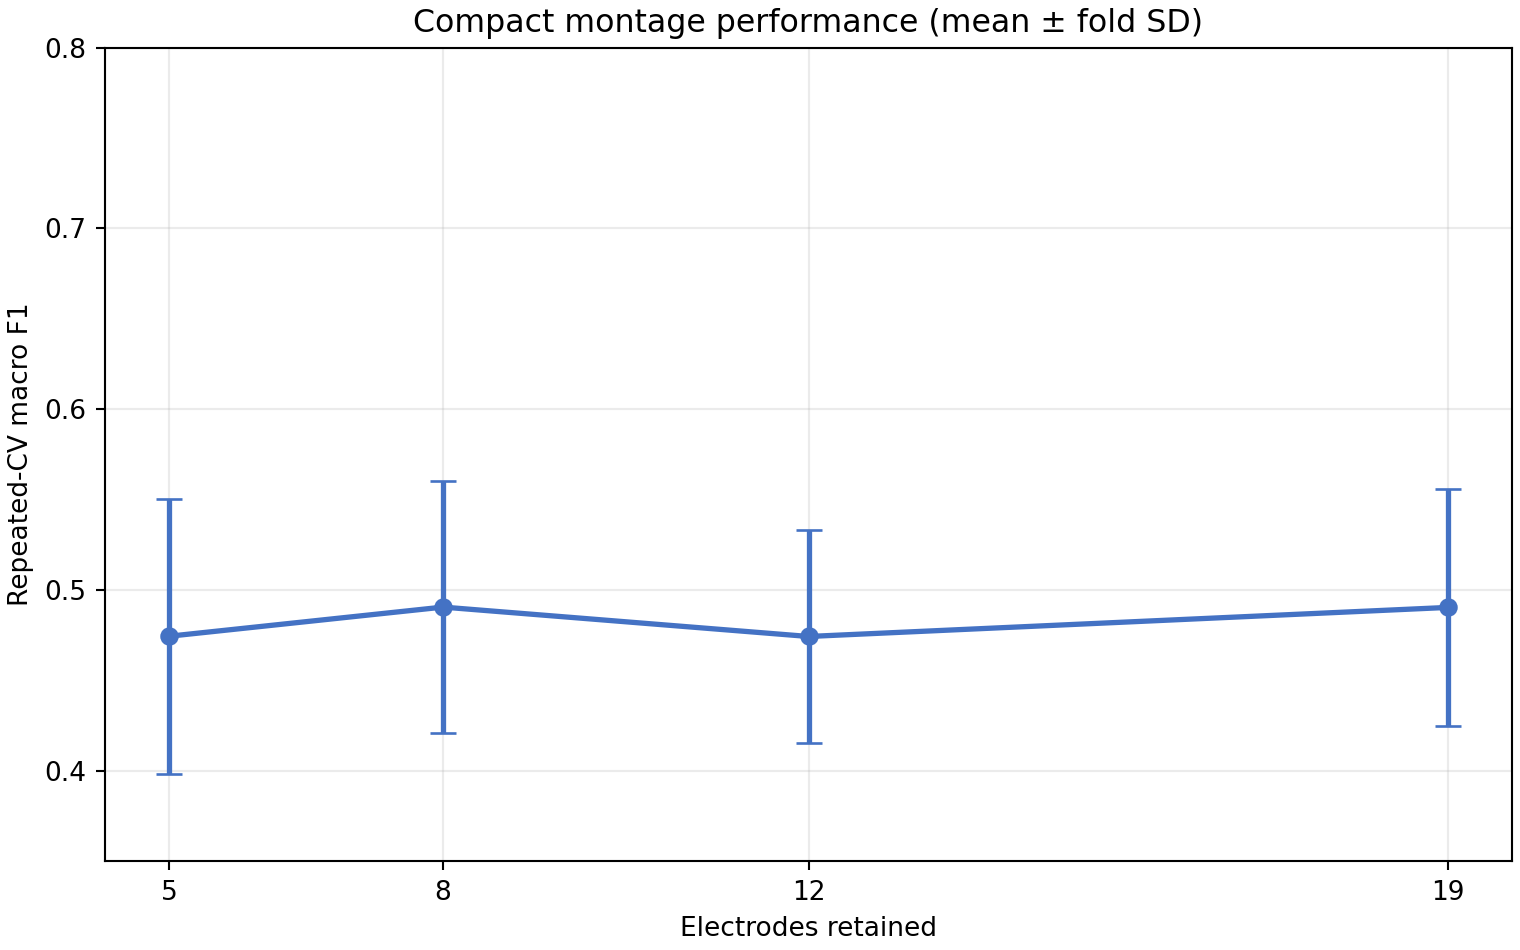 Compact montage performance (mean ± fold SD)
Repeated-CV macro F1
0.8
0.7
0.6
0.5
0.4
5 8 12 19
Electrodes retained